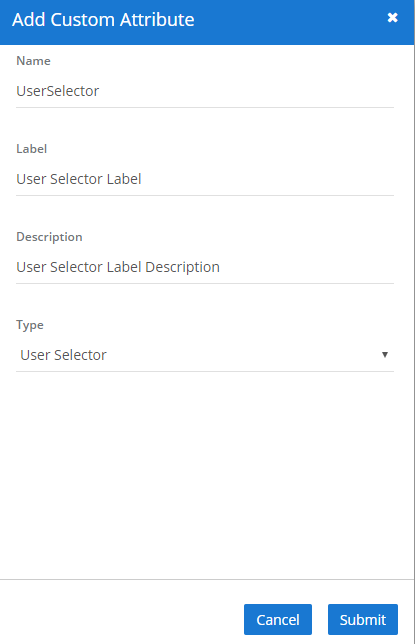 Add Custom Attribute
Name
UserSelector
Label
User Selector Label
Description
User Selector Label Description
Type
User Selector
Cancel Submit